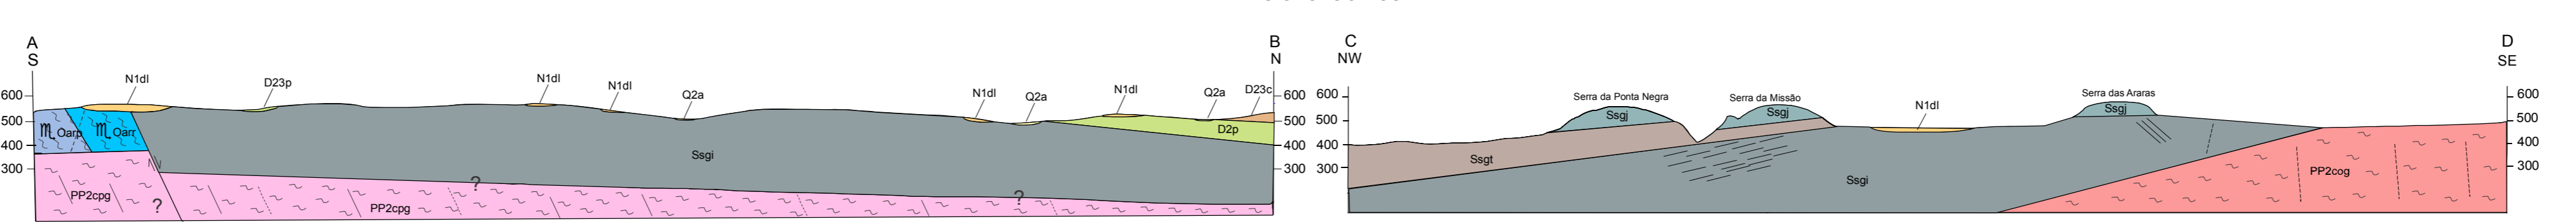 A
S
B
N
C
NW
D
SE
N1dl
D23p
N1dl
N1dl
Q2a
N1dl
Q2a
N1dl
Q2a
D23c
Serra da Ponta Negra
Serra da Missão
Serra das Araras
N1dl
600
500
400
300
600
500
400
300
600
500
400
300
600
500
400
300
Oarp
Oarr
D2p
Ssgi
PP2cpg
?
PP2cpg
?
?
Ssgj
Ssgj
Ssgj
Ssgt
Ssgi
PP2cog